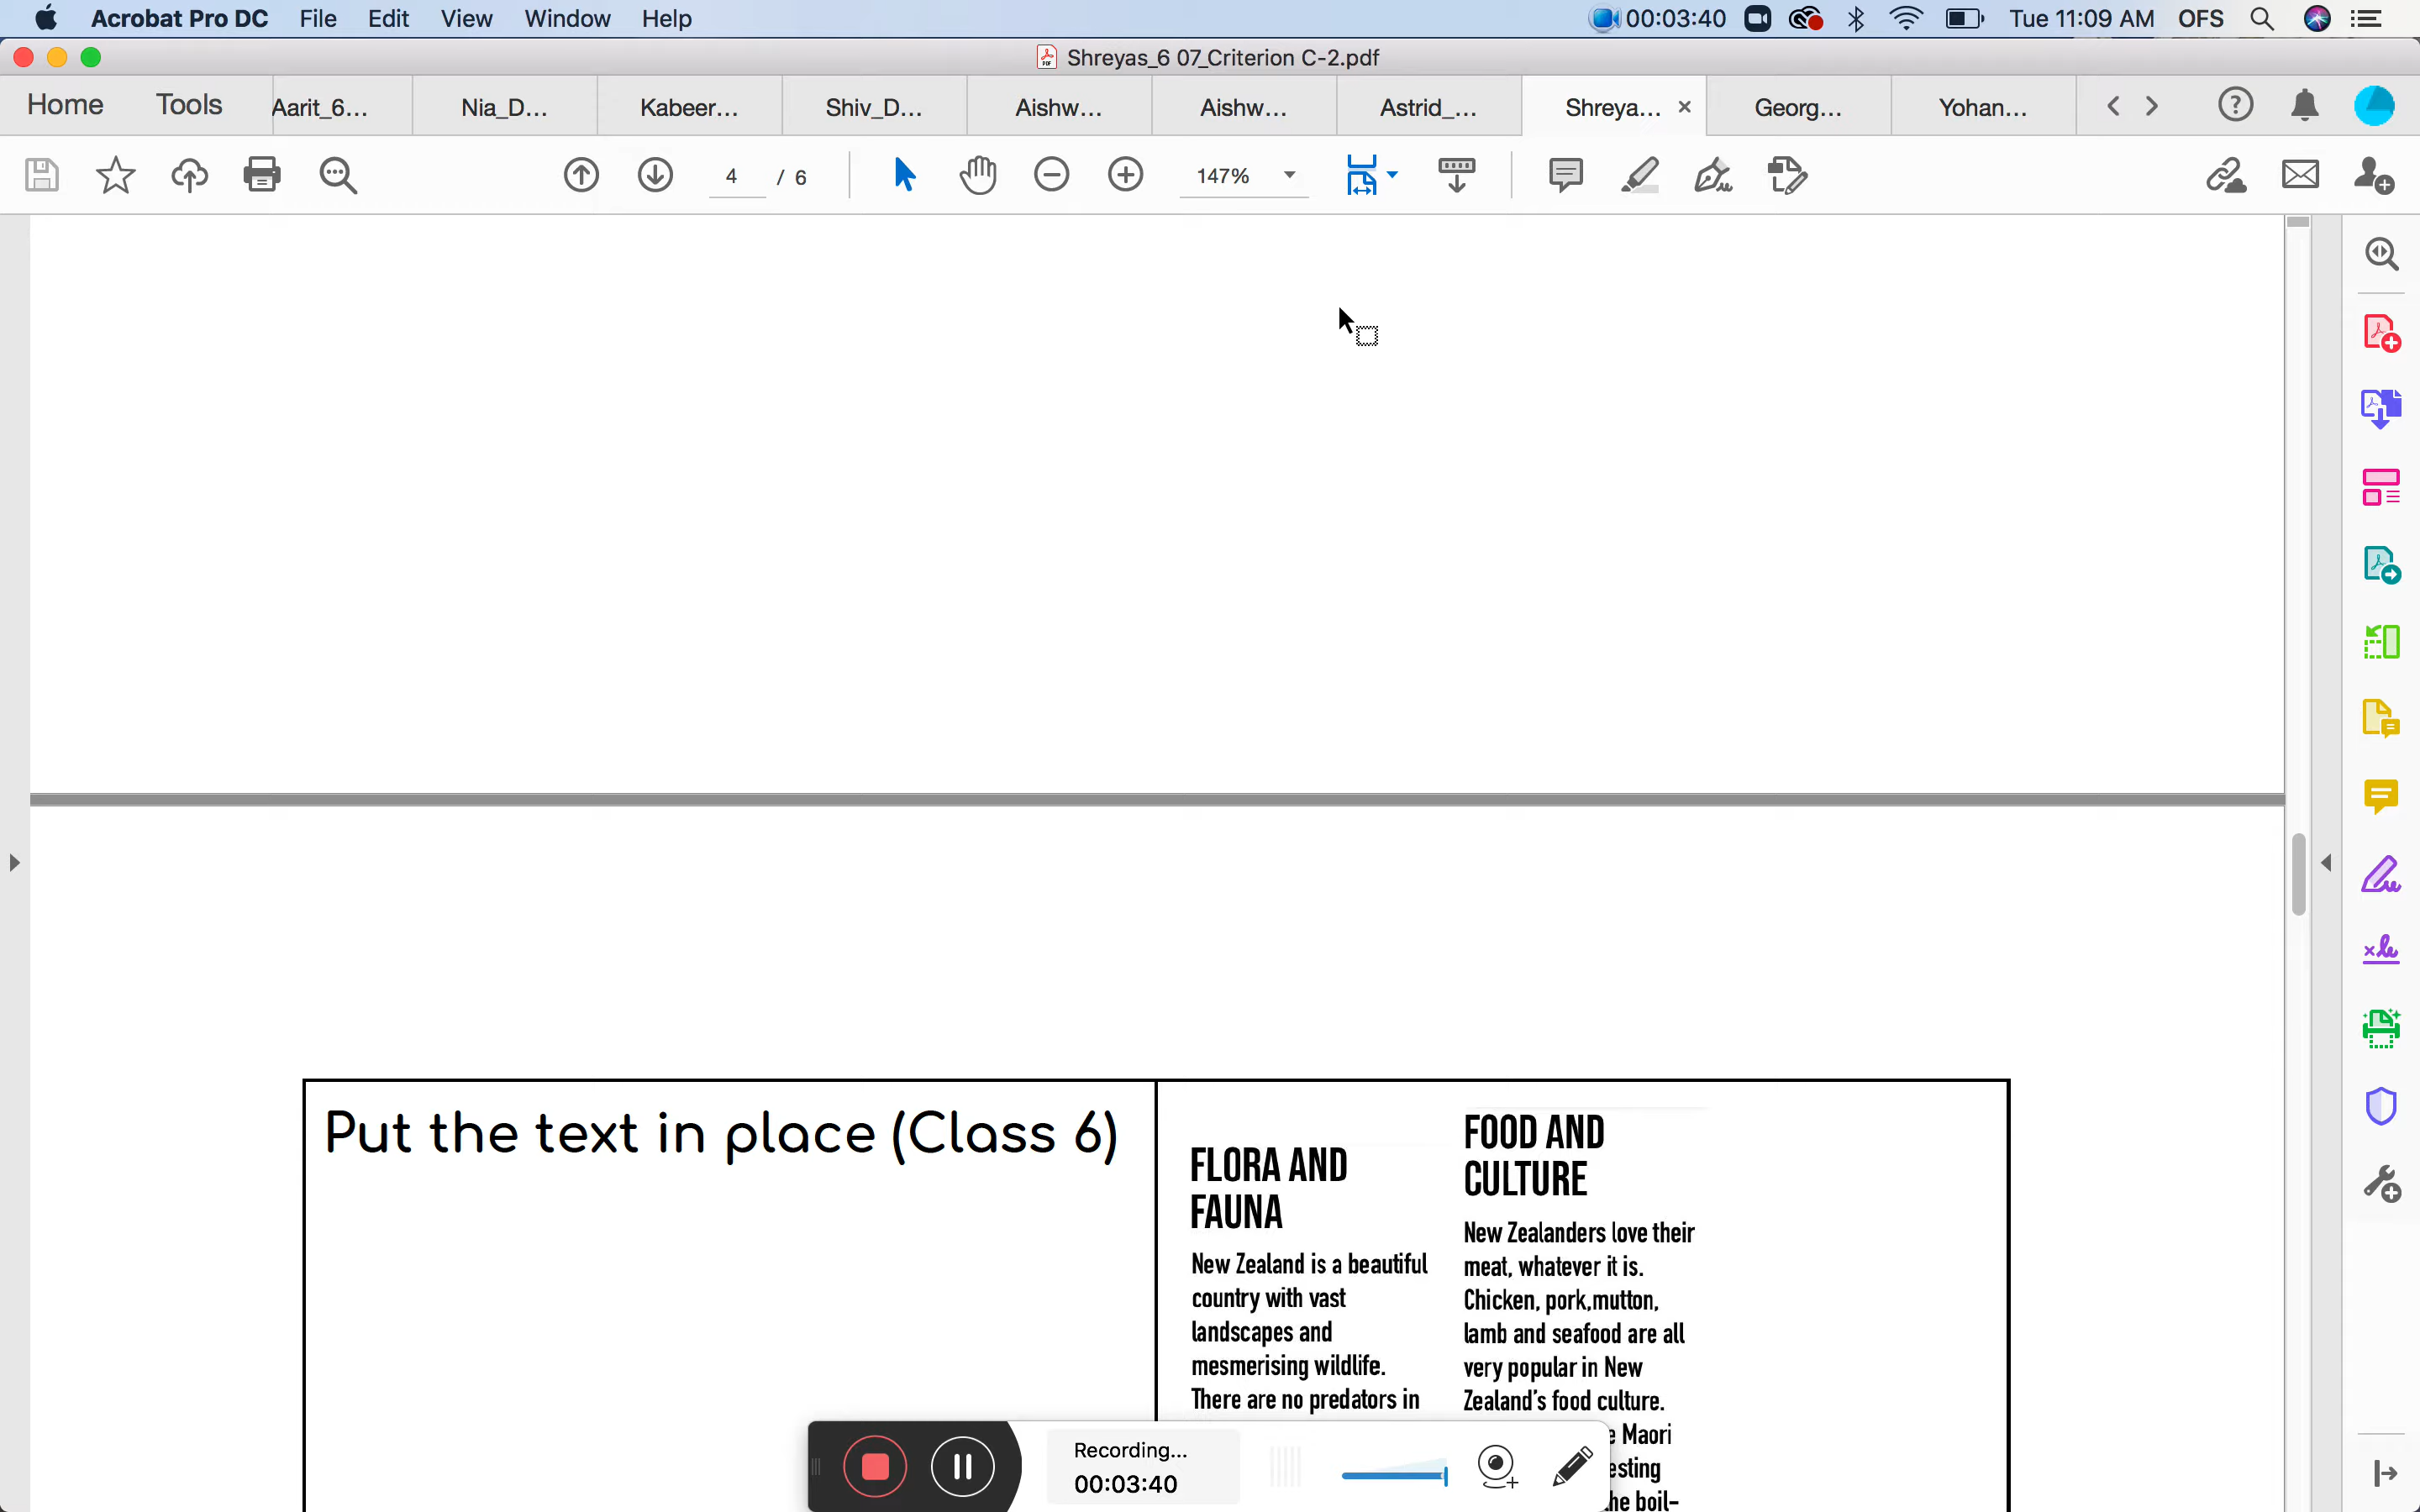 Acrobat Pro DC File Edit View Window Help 00:03:40 Tue 11:09 AM OFS
Shreyas_6 07_Criterion C-2.pdf
Home Tools Aarit_6... Nia_D... Kabeer... Shiv_D... Aishw... Aishw... Astrid_... Shreya... Georg... Yohan...
4 / 6 147%
Put the text in place (Class 6)
FLORA AND
FAUNA
New Zealand is a beautiful
country with vast
landscapes and
mesmerising wildlife.
There are no predators in
FOOD AND
CULTURE
New Zealanders love their
meat, whatever it is.
Chicken, pork,mutton,
lamb and seafood are all
very popular in New
Zealand's food culture.
Maori
Recording...
00:03:40